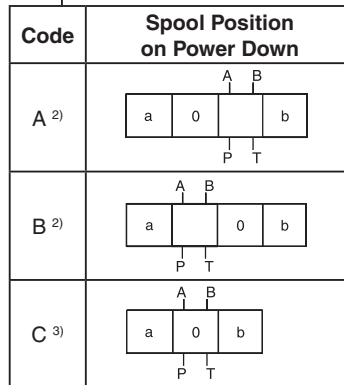 Code
Spool Position
on Power Down
A 2)
A B
a 0 b
P T
B 2)
A B
a 0 b
P T
C 3)
A B
a 0 b
P T